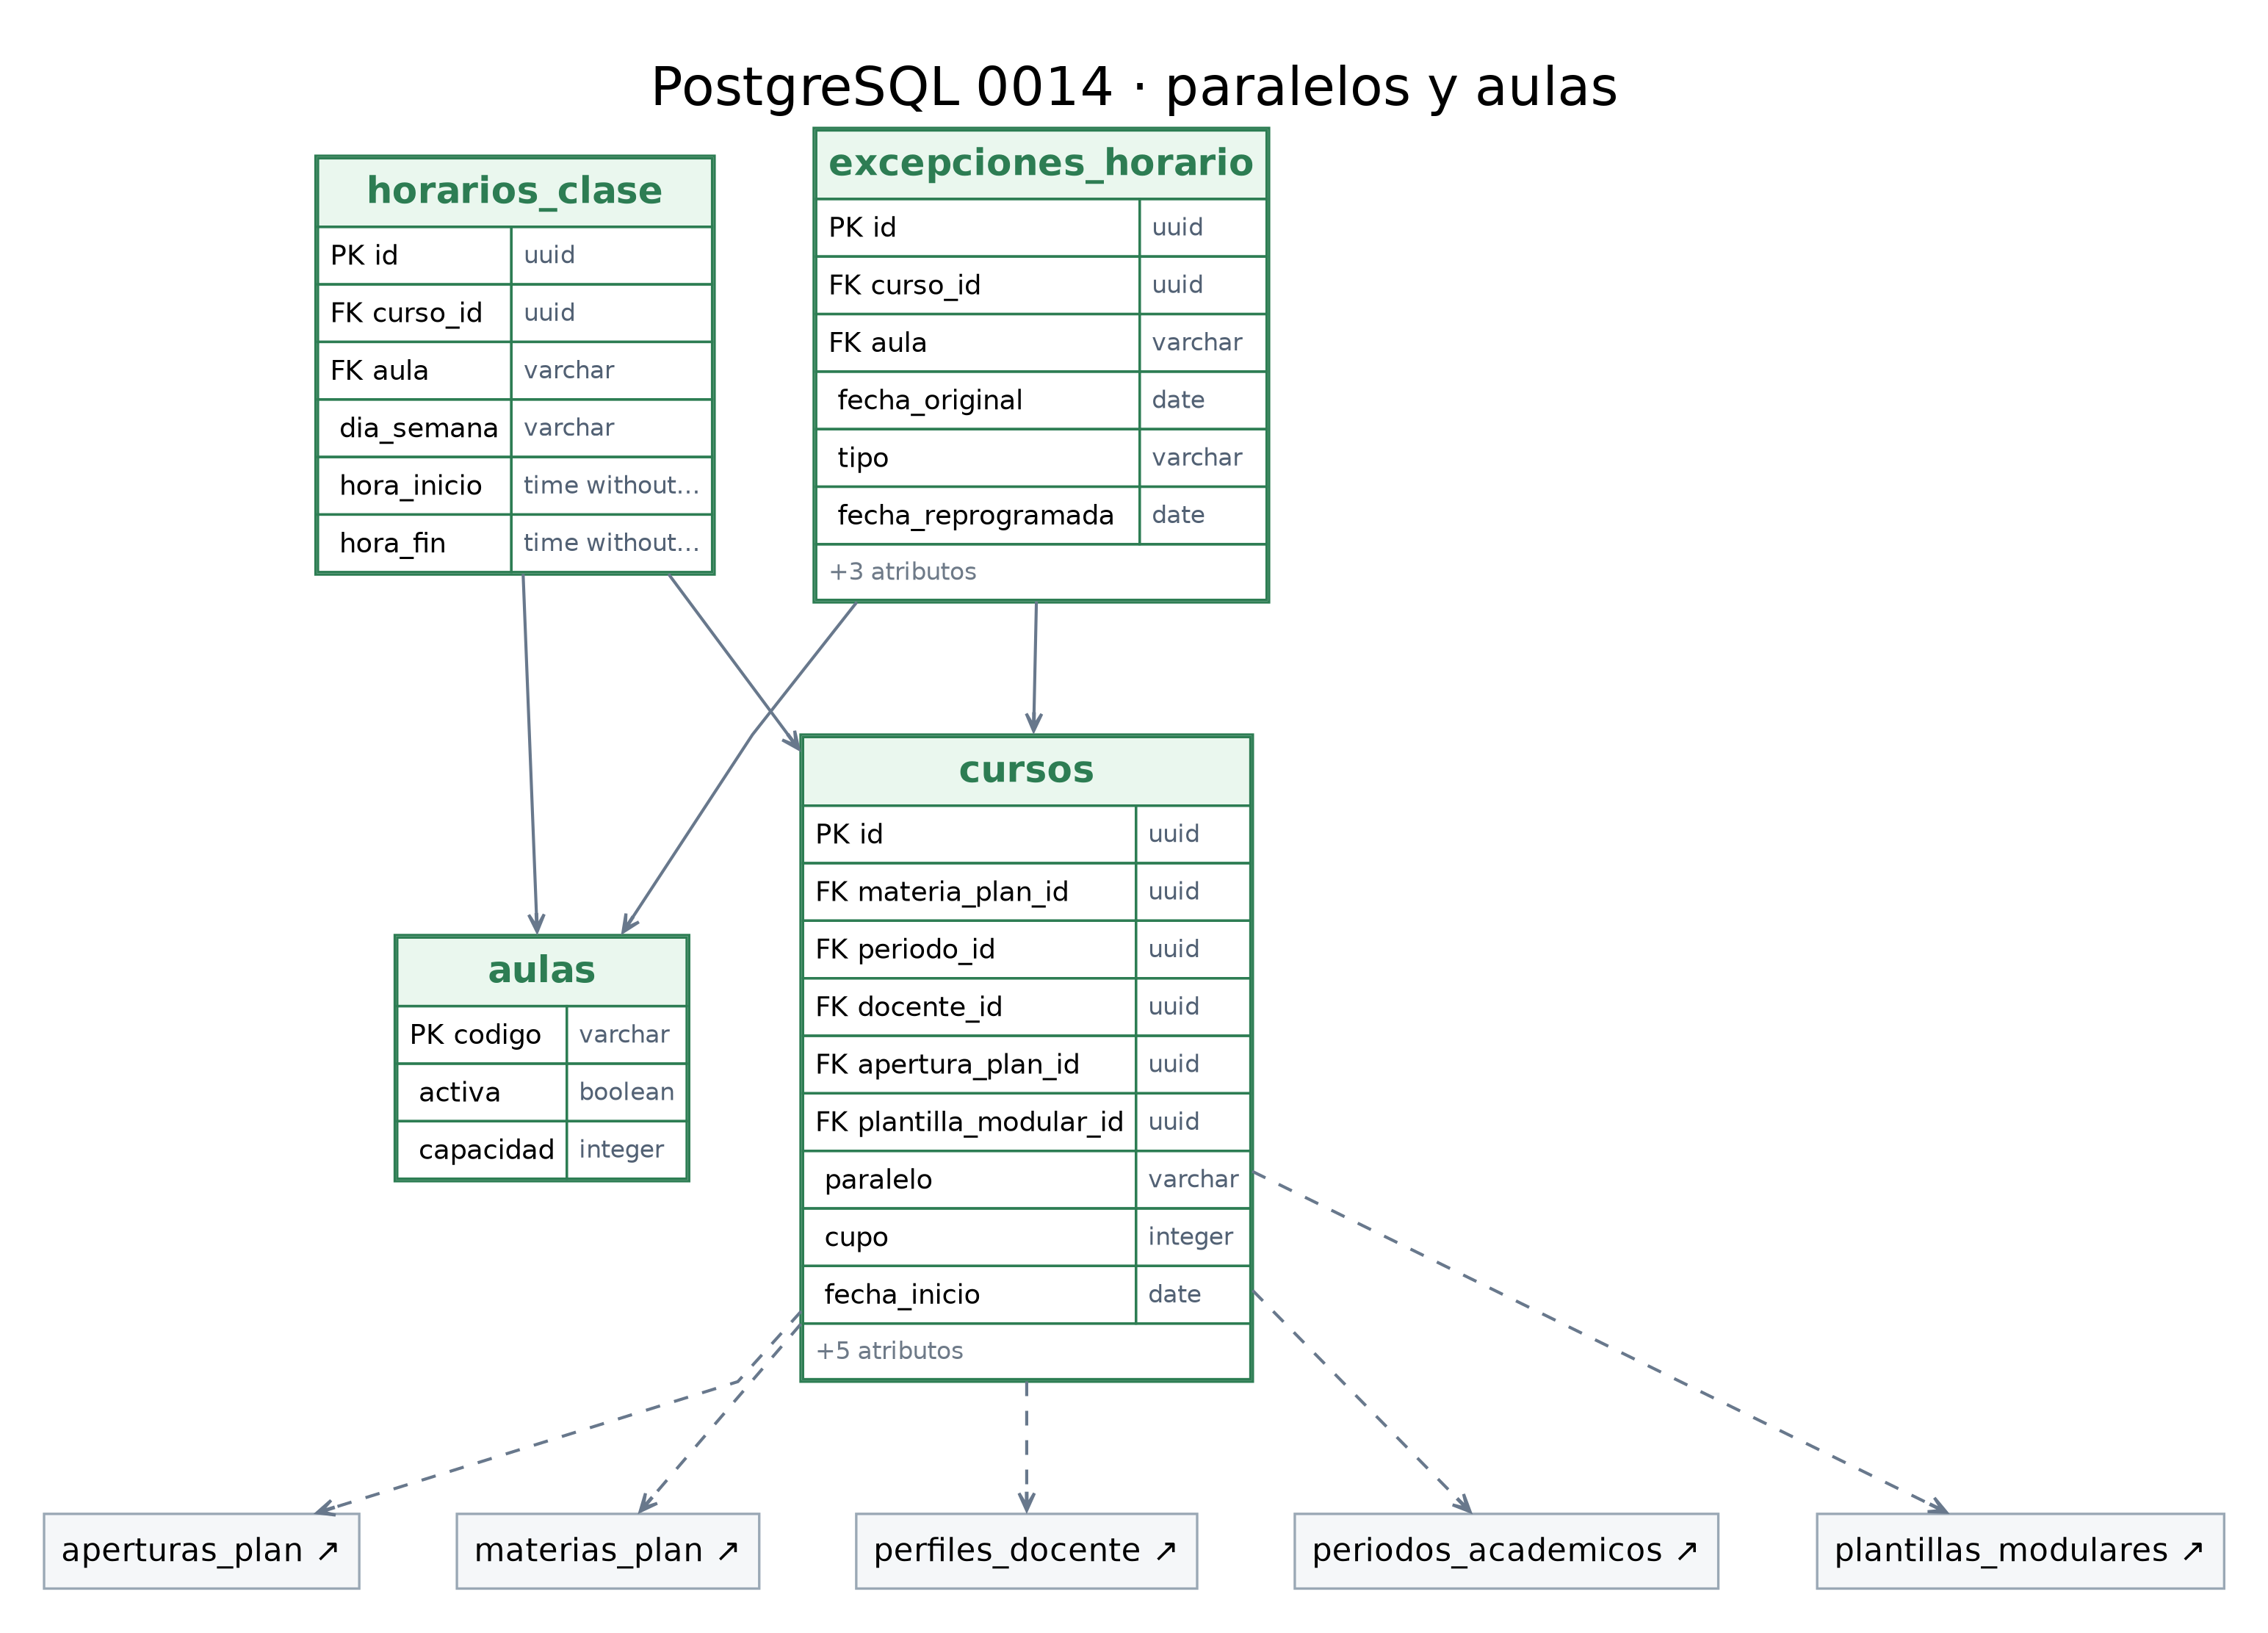 PostgreSQL 0014 · paralelos y aulas
horarios_clase
PK id uuid
FK curso_id uuid
FK aula varchar
dia_semana varchar
hora_inicio time without...
hora_fin time without...
excepciones_horario
PK id uuid
FK curso_id uuid
FK aula varchar
fecha_original date
tipo varchar
fecha_reprogramada date
+3 atributos
cursos
PK id uuid
FK materia_plan_id uuid
FK periodo_id uuid
FK docente_id uuid
FK apertura_plan_id uuid
FK plantilla_modular_id uuid
paralelo varchar
cupo integer
fecha_inicio date
+5 atributos
aulas
PK codigo varchar
activa boolean
capacidad integer
aperturas_plan ↗
materias_plan ↗
perfiles_docente ↗
periodos_academicos ↗
plantillas_modulares ↗